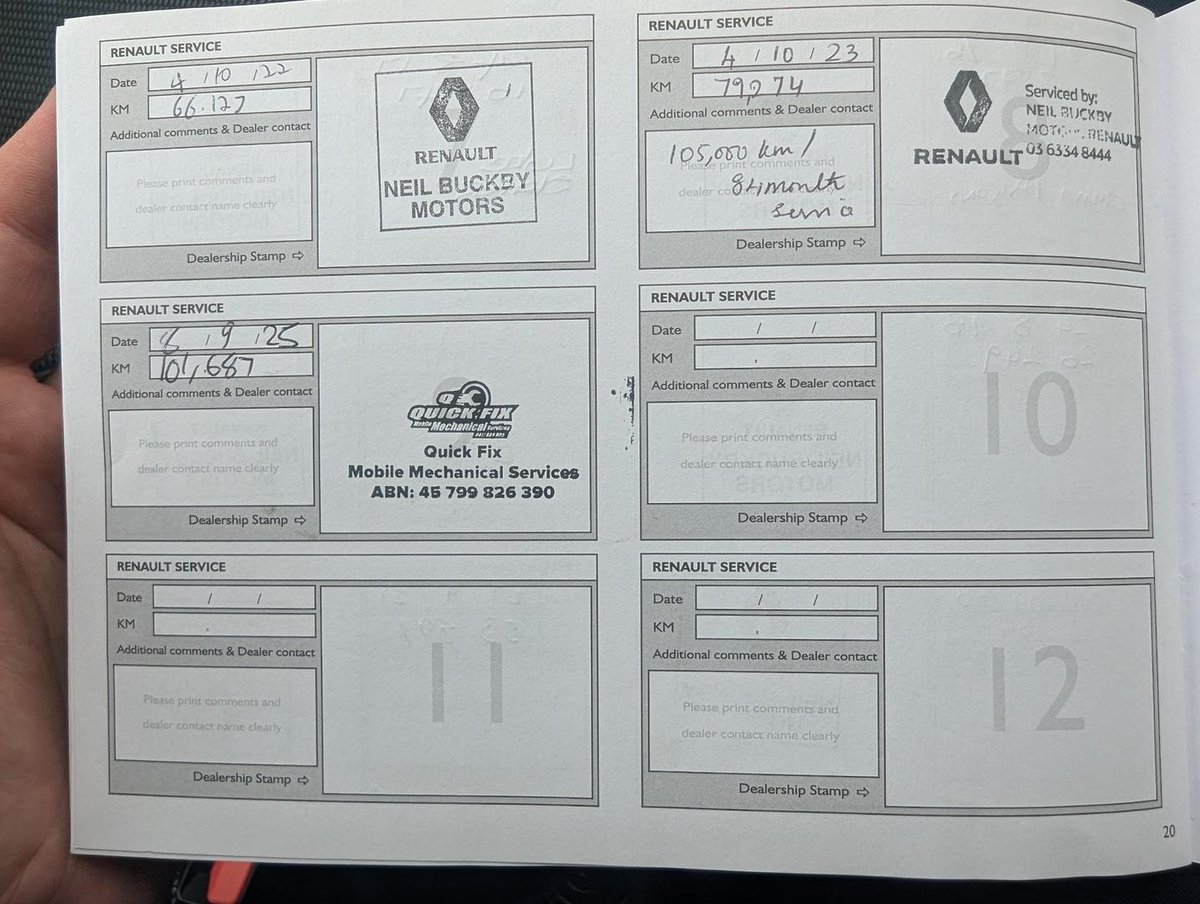 RENAULT SERVICE
Date 4 / 10 / 22
KM 66.127
Additional comments & Dealer contact
Please print comments and
dealer contact name clearly
Dealership Stamp ⇨
RENAULT
NEIL BUCKBY
MOTORS
RENAULT SERVICE
Date 4 / 10 / 23
KM 79,274
Additional comments & Dealer contact
105,000 km /
Please print comments and
84 month
service
Dealership Stamp ⇨
8
RENAULT
Serviced by:
NEIL BUCKBY
RENAULT
03 6334 8444
RENAULT SERVICE
Date 8 / 9 / 25
KM 101,687
Additional comments & Dealer contact
Please print comments and
dealer contact name clearly
Dealership Stamp ⇨
QUICK FIX
Mobile Mechanical Services
Quick Fix
Mobile Mechanical Services
ABN: 45 799 826 390
RENAULT SERVICE
Date / /
KM .
Additional comments & Dealer contact
Please print comments and
dealer contact name clearly
Dealership Stamp ⇨
10
RENAULT SERVICE
Date / /
KM .
Additional comments & Dealer contact
Please print comments and
dealer contact name clearly
Dealership Stamp ⇨
11
RENAULT SERVICE
Date / /
KM .
Additional comments & Dealer contact
Please print comments and
dealer contact name clearly
Dealership Stamp ⇨
12
20